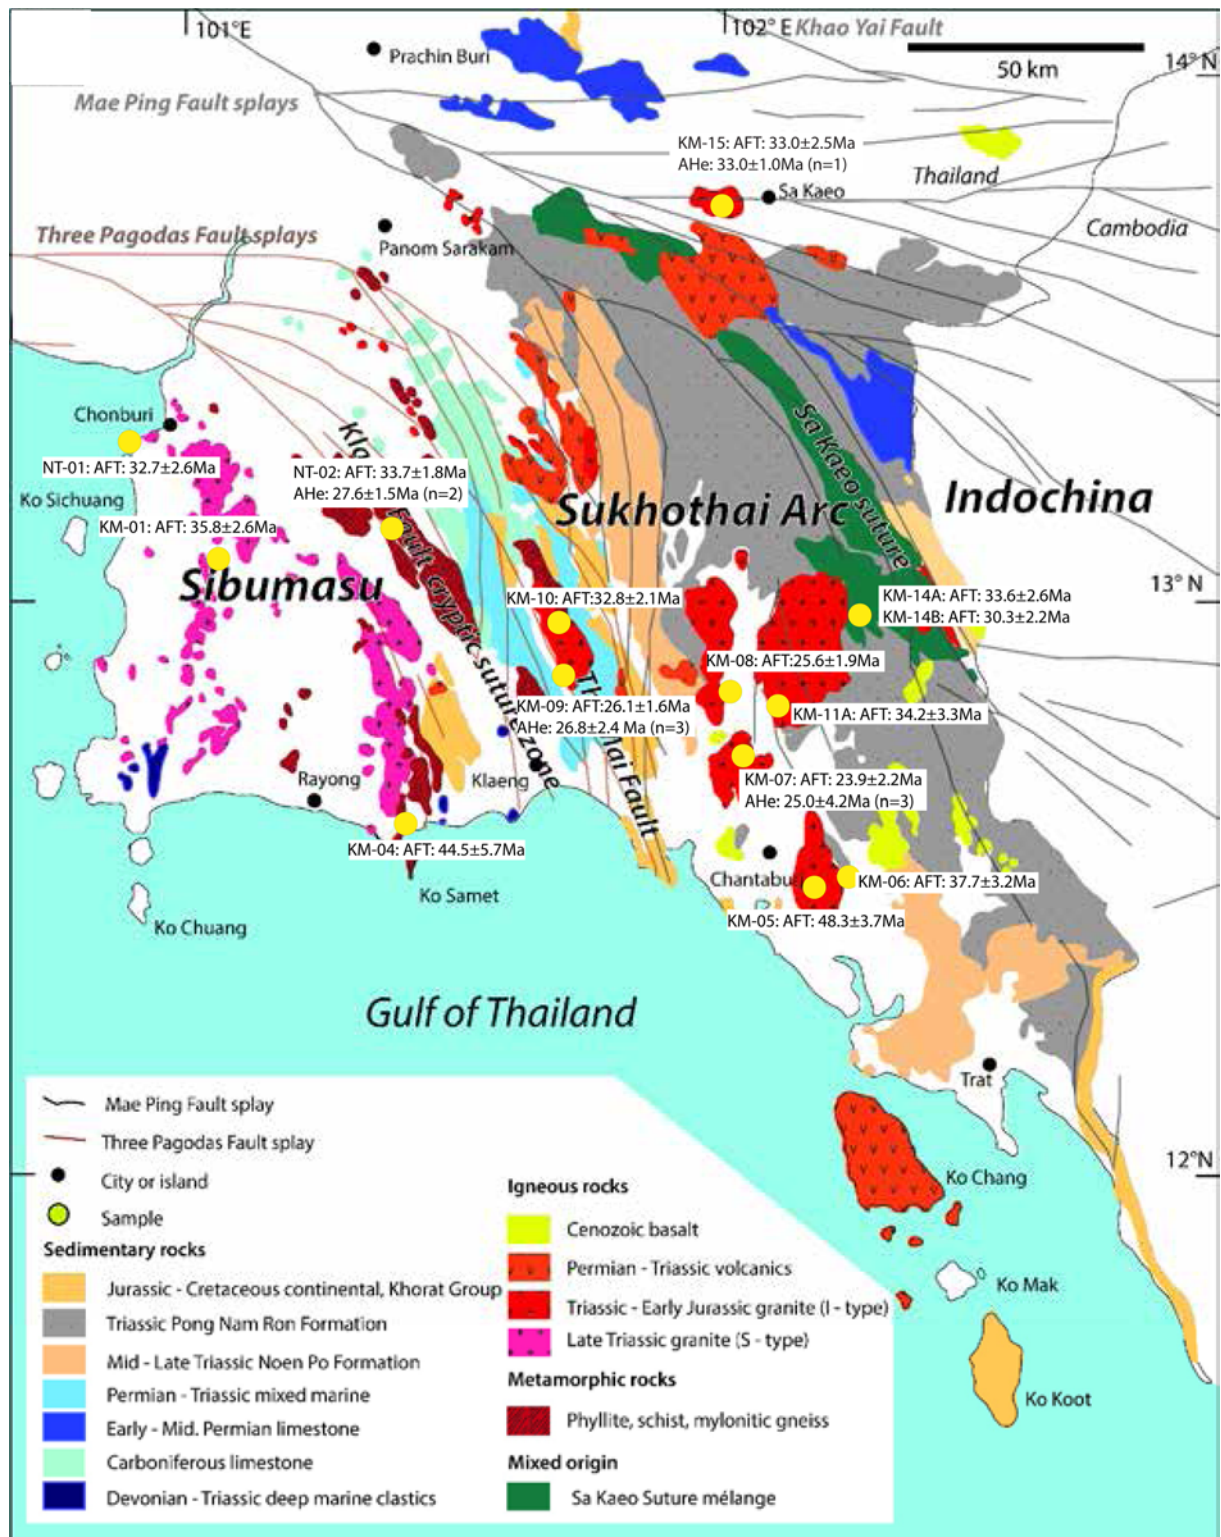 101°E
102° E
Khao Yai Fault
Prachin Buri
50 km
14° N
Mae Ping Fault splays
KM-15: AFT: 33.0±2.5Ma
AHe: 33.0±1.0Ma (n=1)
Thailand
Sa Kaeo
Cambodia
Three Pagodas Fault splays
Panom Sarakam
Chonburi
NT-01: AFT: 32.7±2.6Ma
NT-02: AFT: 33.7±1.8Ma
AHe: 27.6±1.5Ma (n=2)
Ko Sichuang
KM-01: AFT: 35.8±2.6Ma
Sukhothai Arc
Sa Kaeo suture
Indochina
Sibumasu
Fault cryptic suture zone
13° N
KM-10: AFT:32.8±2.1Ma
KM-14A: AFT: 33.6±2.6Ma
KM-14B: AFT: 30.3±2.2Ma
KM-08: AFT:25.6±1.9Ma
KM-09: AFT:26.1±1.6Ma
AHe: 26.8±2.4 Ma (n=3)
KM-11A: AFT: 34.2±3.3Ma
Fault
Rayong
Klaeng
KM-07: AFT: 23.9±2.2Ma
AHe: 25.0±4.2Ma (n=3)
KM-04: AFT: 44.5±5.7Ma
Chantabu
KM-06: AFT: 37.7±3.2Ma
Ko Samet
KM-05: AFT: 48.3±3.7Ma
Ko Chuang
Gulf of Thailand
Trat
12°N
Ko Chang
Ko Mak
Ko Koot
Mae Ping Fault splay
Three Pagodas Fault splay
City or island
Sample
Sedimentary rocks
Jurassic - Cretaceous continental, Khorat Group
Triassic Pong Nam Ron Formation
Mid - Late Triassic Noen Po Formation
Permian - Triassic mixed marine
Early - Mid. Permian limestone
Carboniferous limestone
Devonian - Triassic deep marine clastics
Igneous rocks
Cenozoic basalt
Permian - Triassic volcanics
Triassic - Early Jurassic granite (I - type)
Late Triassic granite (S - type)
Metamorphic rocks
Phyllite, schist, mylonitic gneiss
Mixed origin
Sa Kaeo Suture mélange